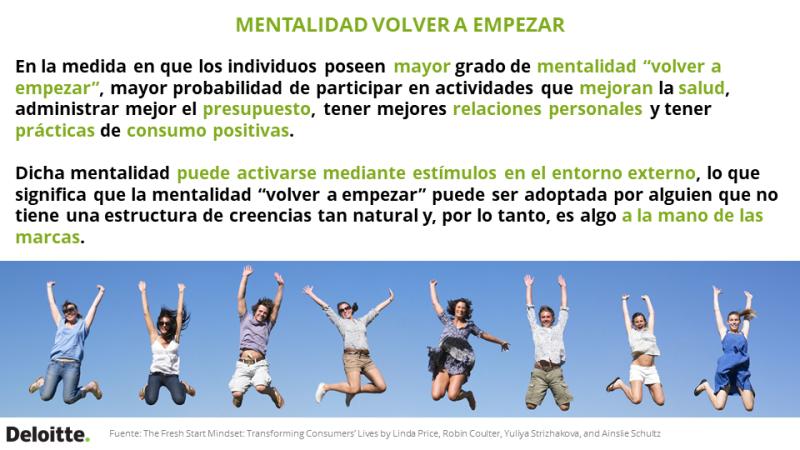 MENTALIDAD VOLVER A EMPEZAR
En la medida en que los individuos poseen mayor grado de mentalidad “volver a
empezar”, mayor probabilidad de participar en actividades que mejoran la salud,
administrar mejor el presupuesto, tener mejores relaciones personales y tener
prácticas de consumo positivas.
Dicha mentalidad puede activarse mediante estímulos en el entorno externo, lo que
significa que la mentalidad “volver a empezar” puede ser adoptada por alguien que no
tiene una estructura de creencias tan natural y, por lo tanto, es algo a la mano de las
marcas.
Deloitte.
Fuente: The Fresh Start Mindset: Transforming Consumers’ Lives by Linda Price, Robin Coulter, Yuliya Strizhakova, and Ainslie Schultz